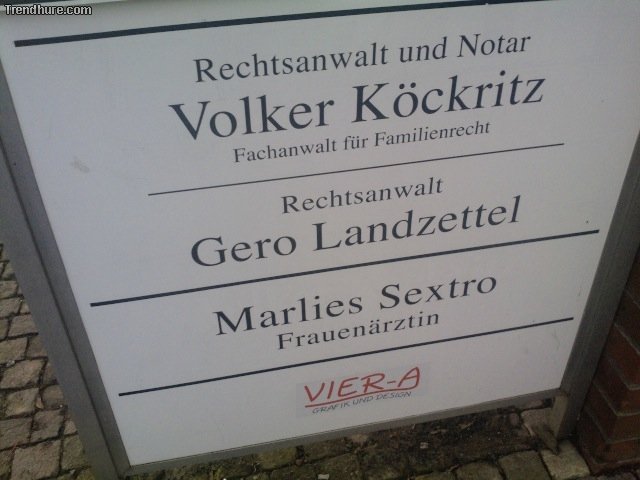 Trendhure.com
Rechtsanwalt und Notar
Volker Köckritz
Fachanwalt für Familienrecht
Rechtsanwalt
Gero Landzettel
Marlies Sextro
Frauenärztin
VIER-A
GRAFIK UND DESIGN